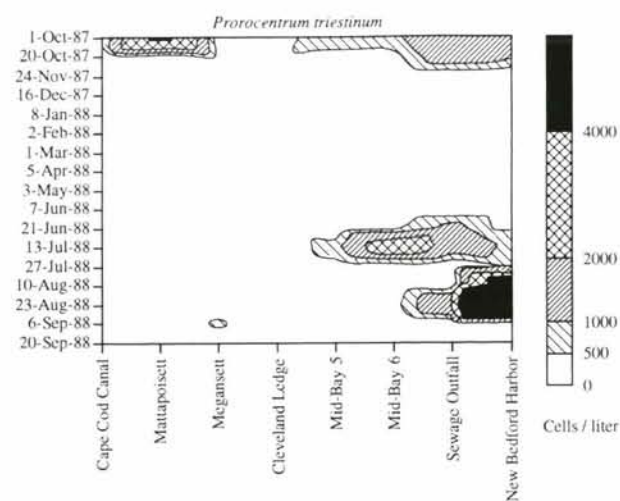 Prorocentrum triestinum
1-Oct-87
20-Oct-87
24-Nov-87
16-Dec-87
8-Jan-88
2-Feb-88
1-Mar-88
5-Apr-88
3-May-88
7-Jun-88
21-Jun-88
13-Jul-88
27-Jul-88
10-Aug-88
23-Aug-88
6-Sep-88
20-Sep-88
Cape Cod Canal
Mattapoisett
Megansett
Cleveland Ledge
Mid-Bay 5
Mid-Bay 6
Sewage Outfall
New Bedford Harbor
4000
2000
1000
500
0
Cells / liter